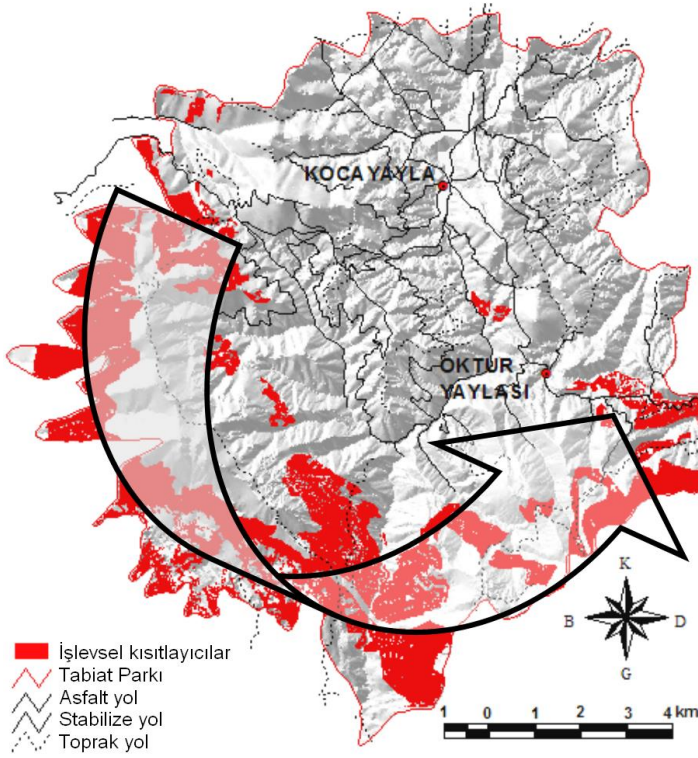 KOCAYAYLA
ÖKTUR
YAYLASI
K
B D
G
İşlevsel kısıtlayıcılar
Tabiat Parkı
Asfalt yol
Stabilize yol
Toprak yol
1 0 1 2 3 4 km